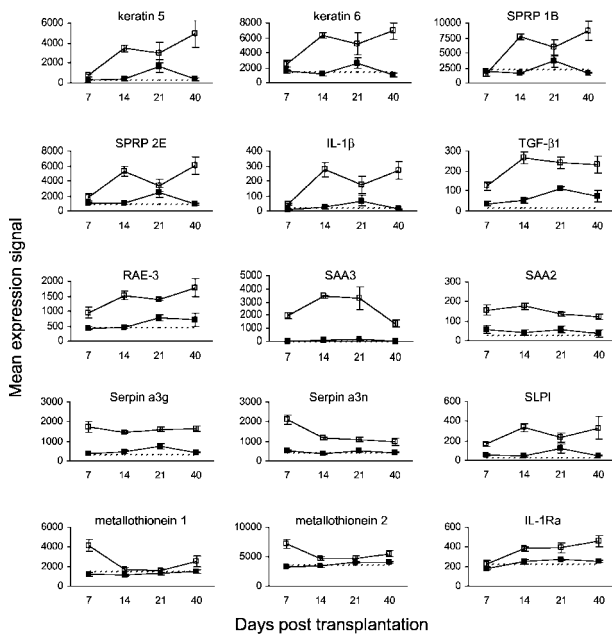 keratin 5 keratin 6 SPRP 1B
6000 4000 2000 0 7 14 21 40
8000 6000 4000 2000 0 7 14 21 40
10000 7500 5000 2500 0 7 14 21 40
SPRP 2E IL-1β TGF-β1
8000 6000 4000 2000 0 7 14 21 40
400 300 200 100 0 7 14 21 40
300 200 100 0 7 14 21 40
Mean expression signal
RAE-3 SAA3 SAA2
2000 1500 1000 500 0 7 14 21 40
5000 4000 3000 2000 1000 0 7 14 21 40
300 200 100 0 7 14 21 40
Serpin a3g Serpin a3n SLPI
3000 2000 1000 0 7 14 21 40
3000 2000 1000 0 7 14 21 40
600 400 200 0 7 14 21 40
metallothionein 1 metallothionein 2 IL-1Ra
6000 4000 2000 0 7 14 21 40
10000 5000 0 7 14 21 40
600 400 200 0 7 14 21 40
Days post transplantation